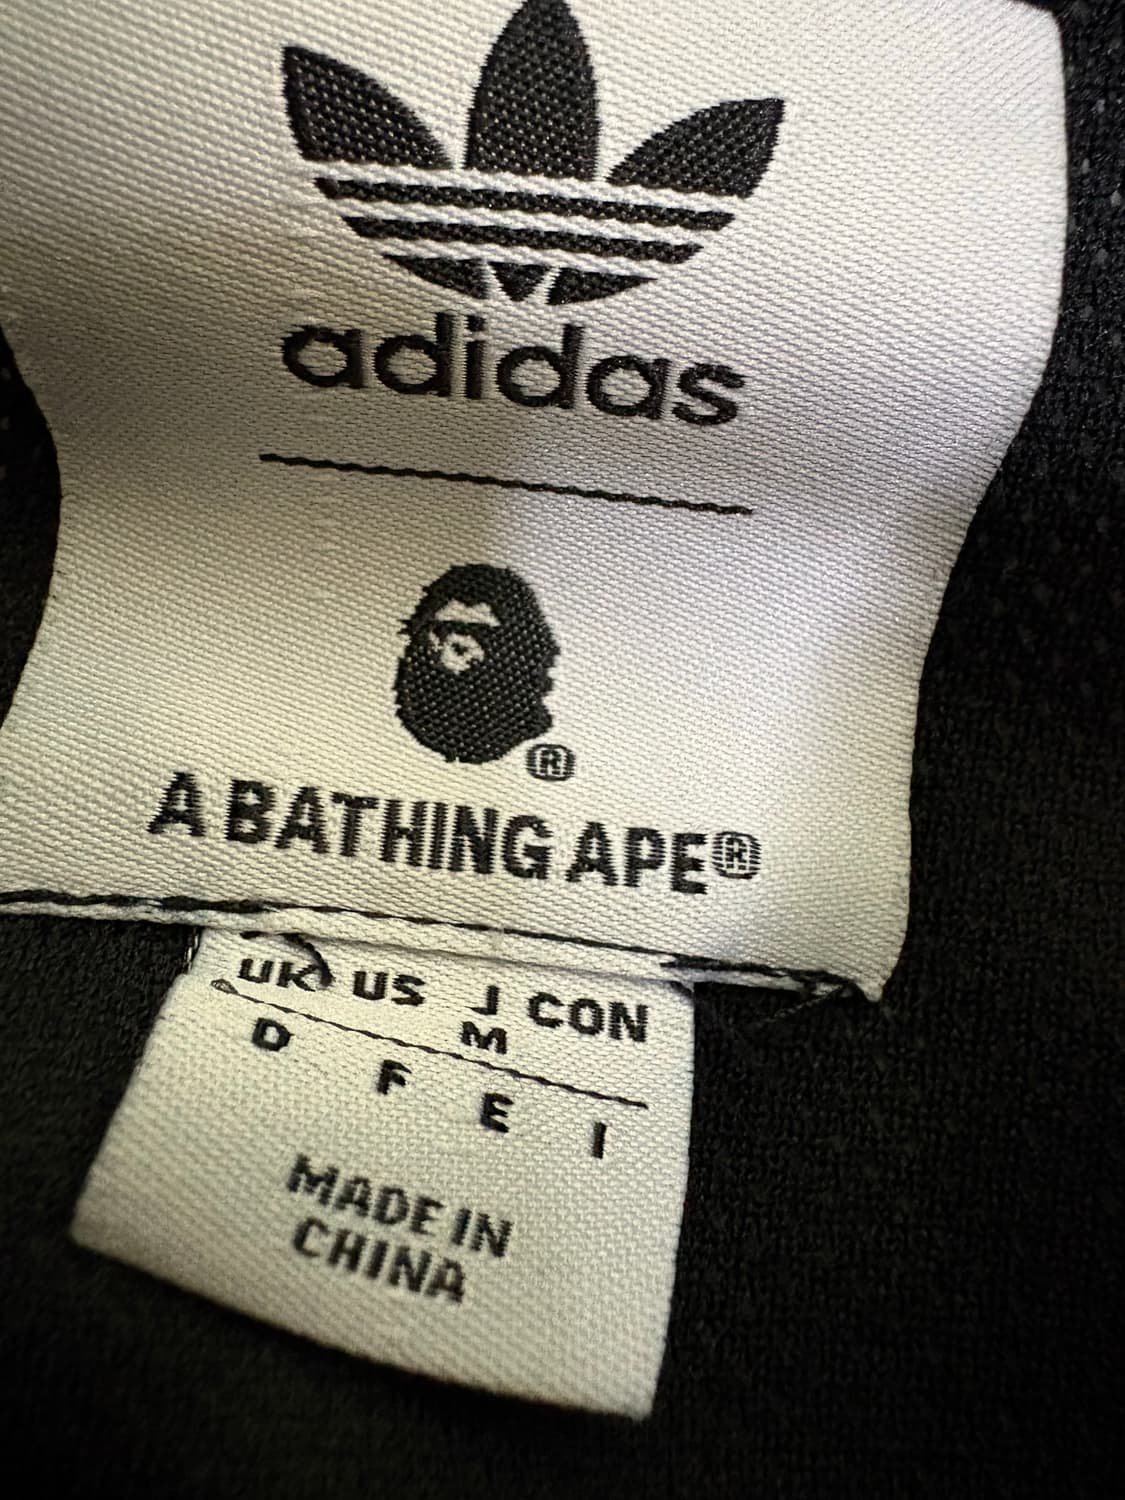 adidas
®
A BATHING APE®
UK US J CON
M
D F E I
MADE IN
CHINA